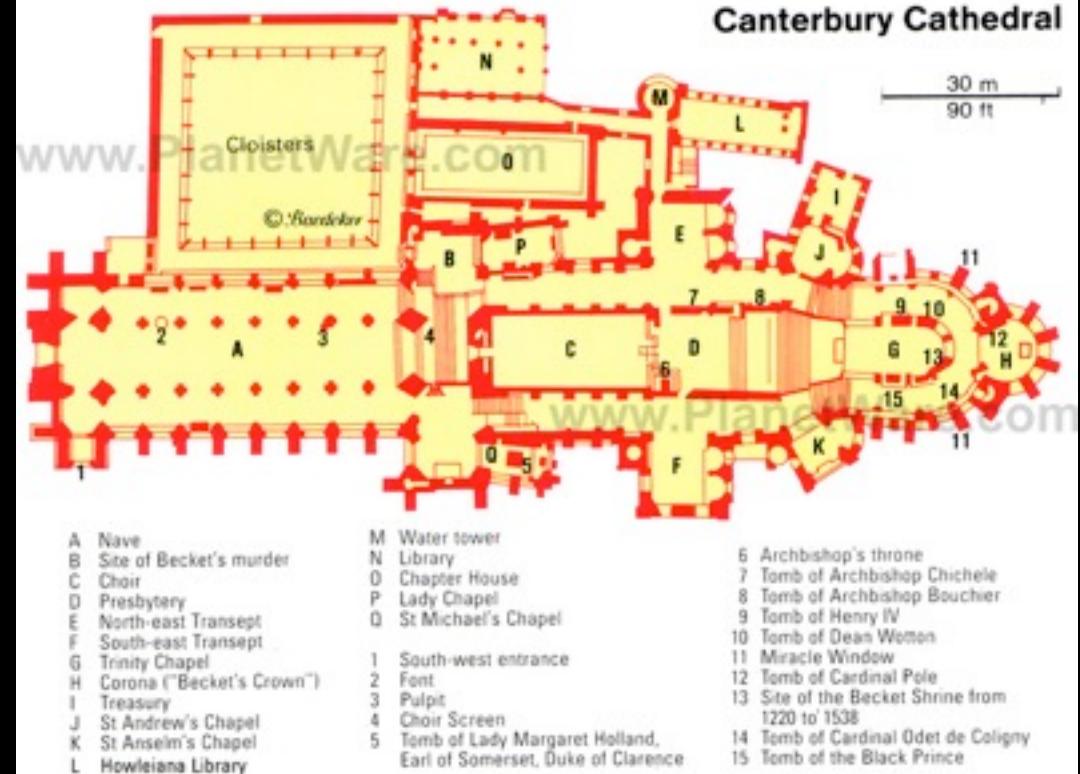 Canterbury Cathedral
30 m
90 ft
N
M
L
Cloisters
www.PlanetWare.com
O
I
© Baedeker
E
P
B
J
11
7
8
9
10
2
3
4
A
C
D
G
12
H
13
6
14
15
www.PlanetWare.com
11
K
Q
5
F
1
A Nave
B Site of Becket's murder
C Choir
D Presbytery
E North-east Transept
F South-east Transept
G Trinity Chapel
H Corona ("Becket's Crown")
I Treasury
J St Andrew's Chapel
K St Anselm's Chapel
L Howleiana Library
M Water tower
N Library
O Chapter House
P Lady Chapel
Q St Michael's Chapel
1 South-west entrance
2 Font
3 Pulpit
4 Choir Screen
5 Tomb of Lady Margaret Holland,
Earl of Somerset, Duke of Clarence
6 Archbishop's throne
7 Tomb of Archbishop Chichele
8 Tomb of Archbishop Bouchier
9 Tomb of Henry IV
10 Tomb of Dean Wotton
11 Miracle Window
12 Tomb of Cardinal Pole
13 Site of the Becket Shrine from
1220 to 1538
14 Tomb of Cardinal Odet de Coligny
15 Tomb of the Black Prince